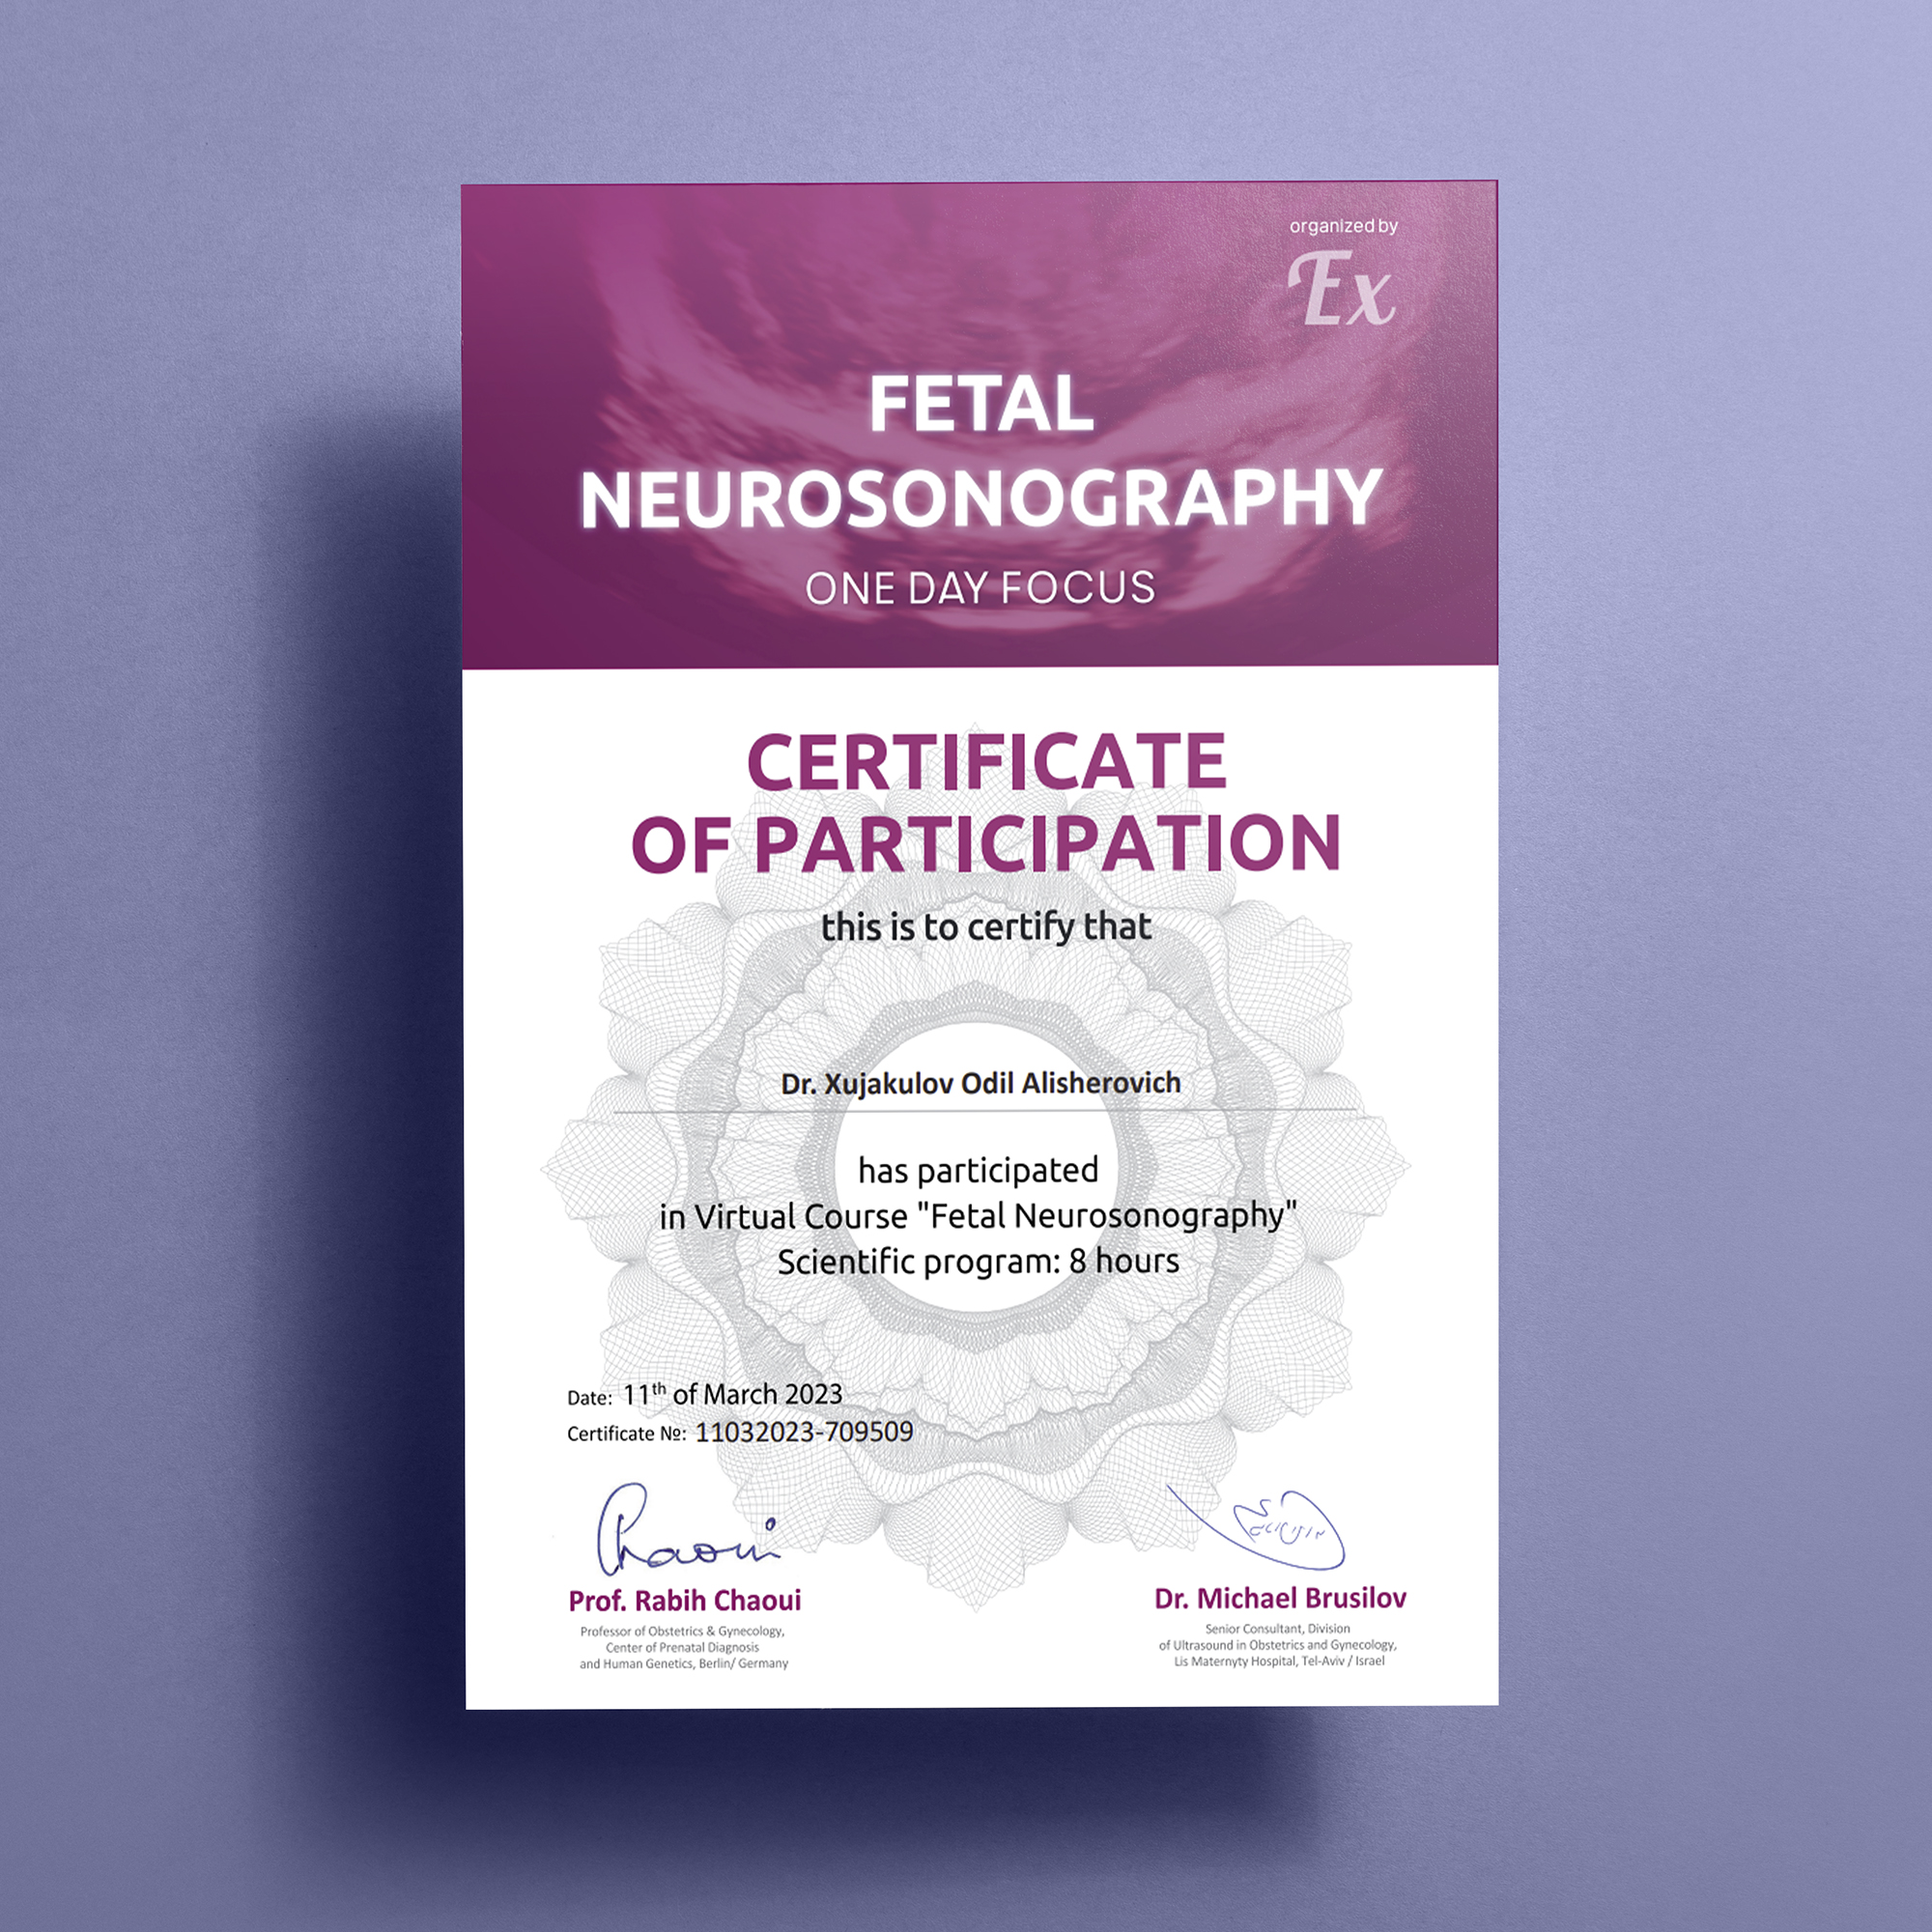 organized by
Ex
FETAL
NEUROSONOGRAPHY
ONE DAY FOCUS
CERTIFICATE
OF PARTICIPATION
this is to certify that
Dr. Xujakulov Odil Alisherovich
has participated
in Virtual Course "Fetal Neurosonography"
Scientific program: 8 hours
Date: 11th of March 2023
Certificate №: 11032023-709509
Chaoui
Prof. Rabih Chaoui
Professor of Obstetrics & Gynecology,
Center of Prenatal Diagnosis
and Human Genetics, Berlin/ Germany
Dr. Michael Brusilov
Senior Consultant, Division
of Ultrasound in Obstetrics and Gynecology,
Lis Maternyty Hospital, Tel-Aviv / Israel